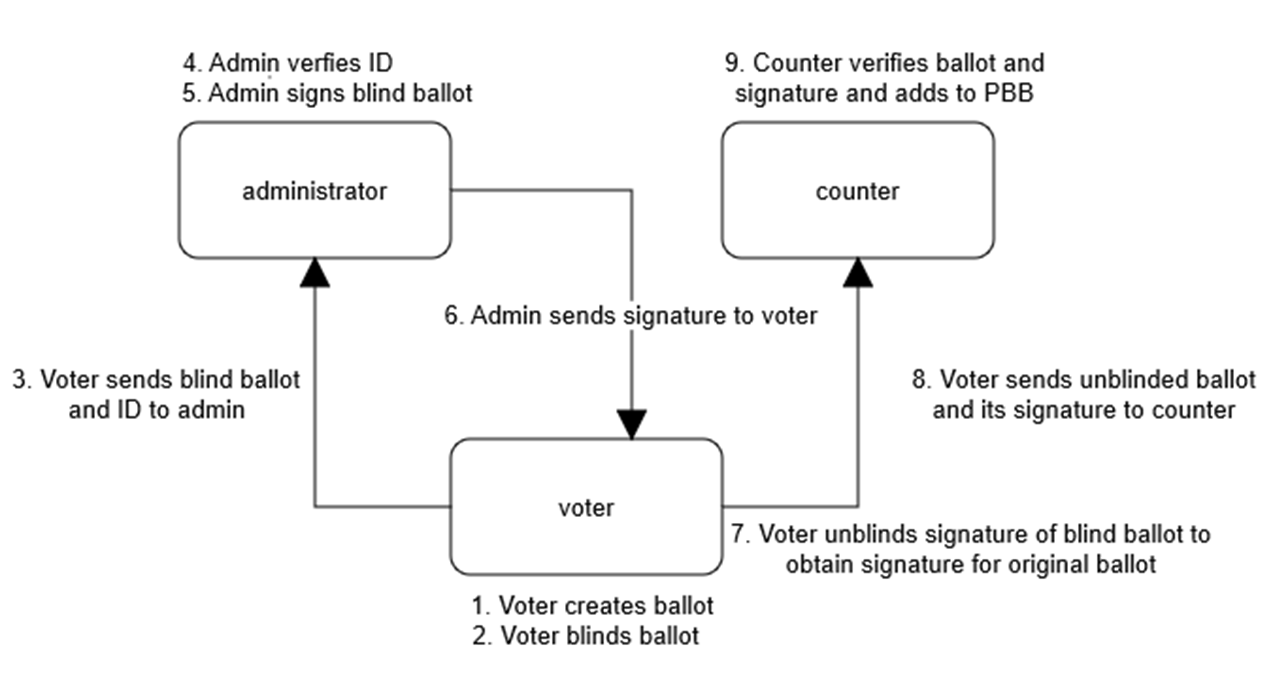 4. Admin verfies ID
5. Admin signs blind ballot
9. Counter verifies ballot and
signature and adds to PBB
administrator
counter
6. Admin sends signature to voter
3. Voter sends blind ballot
and ID to admin
8. Voter sends unblinded ballot
and its signature to counter
voter
7. Voter unblinds signature of blind ballot to
obtain signature for original ballot
1. Voter creates ballot
2. Voter blinds ballot